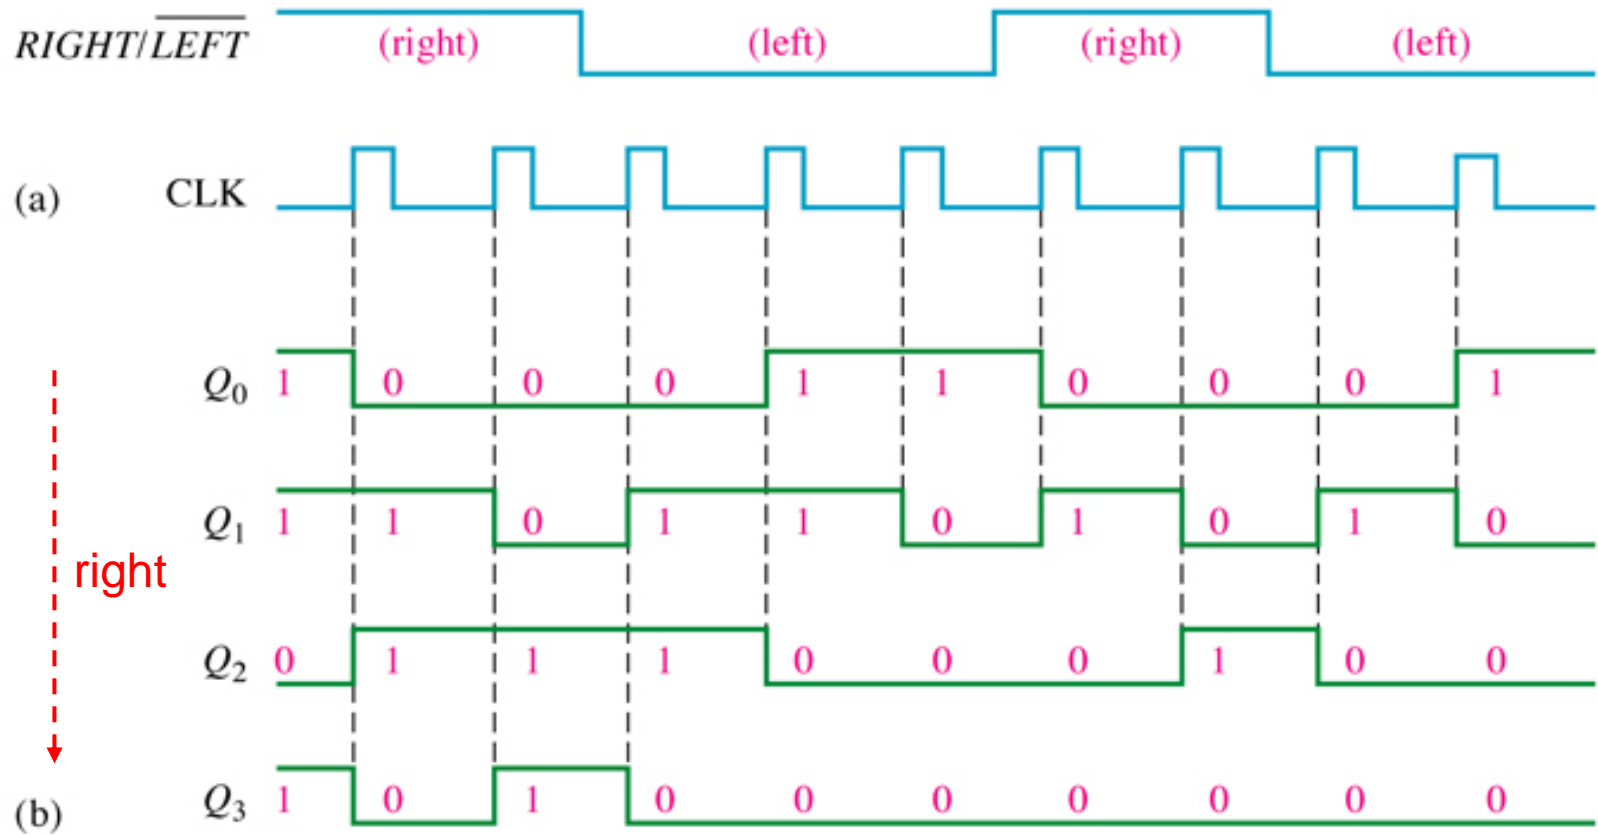 RIGHT/LEFT (right) (left) (right) (left)
(a) CLK
Q0 1 0 0 0 1 1 0 0 0 1
Q1 1 1 0 1 1 0 1 0 1 0
right
Q2 0 1 1 1 0 0 0 1 0 0
(b) Q3 1 0 1 0 0 0 0 0 0 0